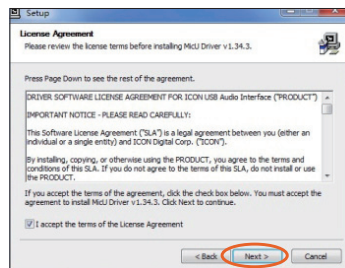 Setup
License Agreement
Please review the license terms before installing MicU Driver v1.34.3.
Press Page Down to see the rest of the agreement.
DRIVER SOFTWARE LICENSE AGREEMENT FOR ICON USB Audio Interface ("PRODUCT")
IMPORTANT NOTICE - PLEASE READ CAREFULLY:
This Software License Agreement ("SLA") is a legal agreement between you (either an
individual or a single entity) and ICON Digital Corp. ("ICON").
By installing, copying, or otherwise using the PRODUCT, you agree to the terms and
conditions of this SLA. If you do not agree to the terms of this SLA, do not install or use
the PRODUCT.
If you accept the terms of the agreement, click the check box below. You must accept the
agreement to install MicU Driver v1.34.3. Click Next to continue.
I accept the terms of the License Agreement
< Back Next > Cancel